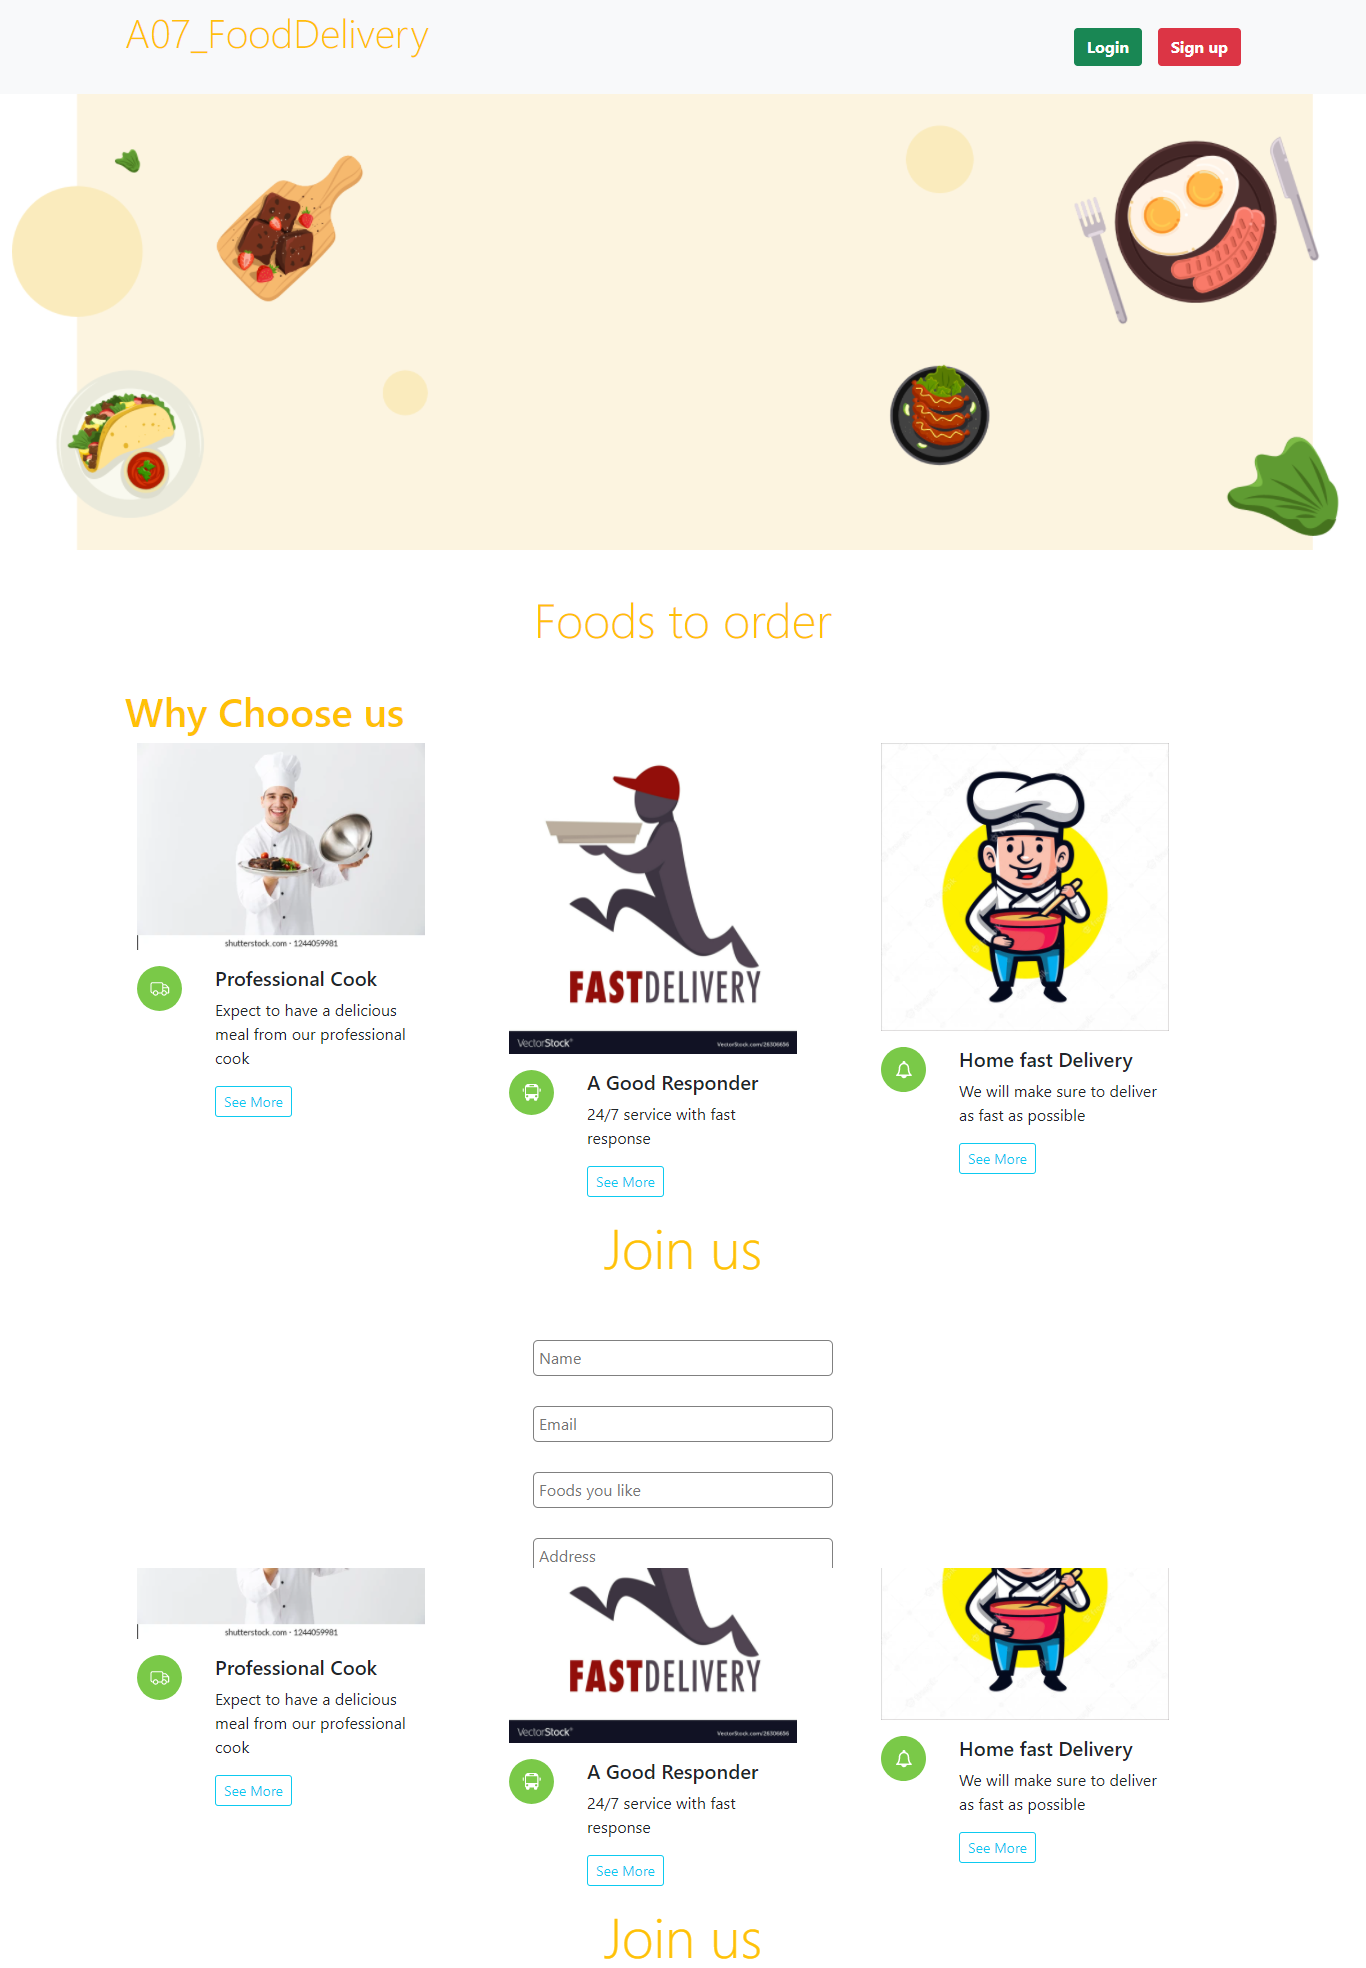 A07_FoodDelivery
Login
Sign up
Foods to order
Why Choose us
shutterstock.com · 1244059981
Professional Cook
Expect to have a delicious
meal from our professional
cook
See More
FASTDELIVERY
VectorStock®
VectorStock.com/26306656
A Good Responder
24/7 service with fast
response
See More
Home fast Delivery
We will make sure to deliver
as fast as possible
See More
Join us
Name
Email
Foods you like
Address
shutterstock.com · 1244059981
Professional Cook
Expect to have a delicious
meal from our professional
cook
See More
FASTDELIVERY
VectorStock®
VectorStock.com/26306656
A Good Responder
24/7 service with fast
response
See More
Home fast Delivery
We will make sure to deliver
as fast as possible
See More
Join us